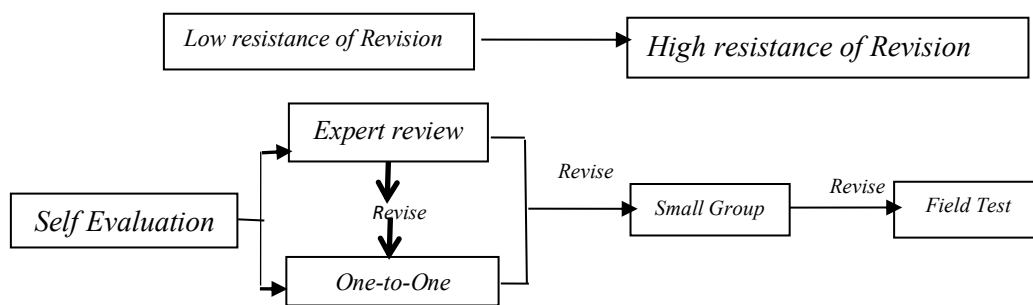 Low resistance of Revision
High resistance of Revision
Expert review
Revise
Self Evaluation
Revise
Small Group
Revise
Field Test
One-to-One